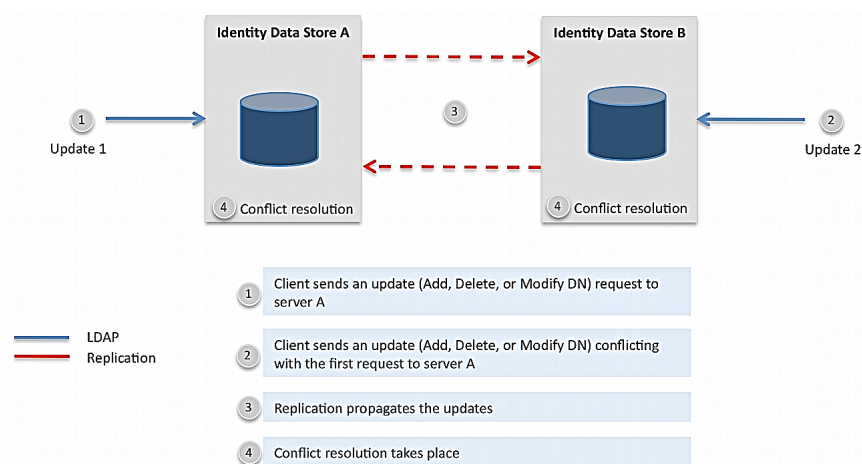 Identity Data Store A
Identity Data Store B
1
3
2
Update 1
Update 2
4 Conflict resolution
4 Conflict resolution
1 Client sends an update (Add, Delete, or Modify DN) request to
server A
LDAP
Replication
2 Client sends an update (Add, Delete, or Modify DN) conflicting
with the first request to server A
3 Replication propagates the updates
4 Conflict resolution takes place